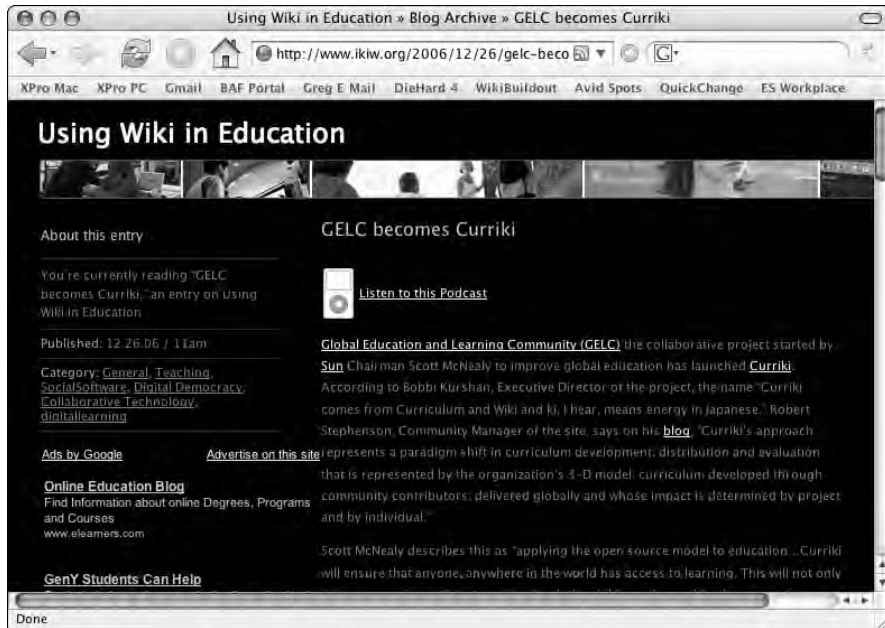 Using Wiki in Education » Blog Archive » GELC becomes Curriki
http://www.ikiw.org/2006/12/26/gelc-beco
G
XPro Mac XPro PC Gmail BAF Portal Greg E Mail DieHard 4 WikiBuildout Avid Spots QuickChange ES Workplace
Using Wiki in Education
About this entry
You're currently reading "GELC
becomes Curriki," an entry on Using
Wiki in Education
Published: 12.26.06 / 11am
Category: General, Teaching,
SocialSoftware, Digital Democracy,
Collaborative Technology,
digitallearning
Ads by Google Advertise on this site
Online Education Blog
Find Information about online Degrees, Programs
and Courses
www.elearners.com
GenY Students Can Help
GELC becomes Curriki
Listen to this Podcast
Global Education and Learning Community (GELC) the collaborative project started by
Sun Chairman Scott McNealy to improve global education has launched Curriki.
According to Bobbi Kurshan, Executive Director of the project, the name "Curriki
comes from Curriculum and Wiki and ki, I hear, means energy in Japanese." Robert
Stephenson, Community Manager of the site, says on his blog, "Curriki's approach
represents a paradigm shift in curriculum development, distribution and evaluation
that is represented by the organization's 3-D model: curriculum developed through
community contributors; delivered globally and whose impact is determined by project
and by individual."
Scott McNealy describes this as "applying the open source model to education ...Curriki
will ensure that anyone, anywhere in the world has access to learning. This will not only
Done